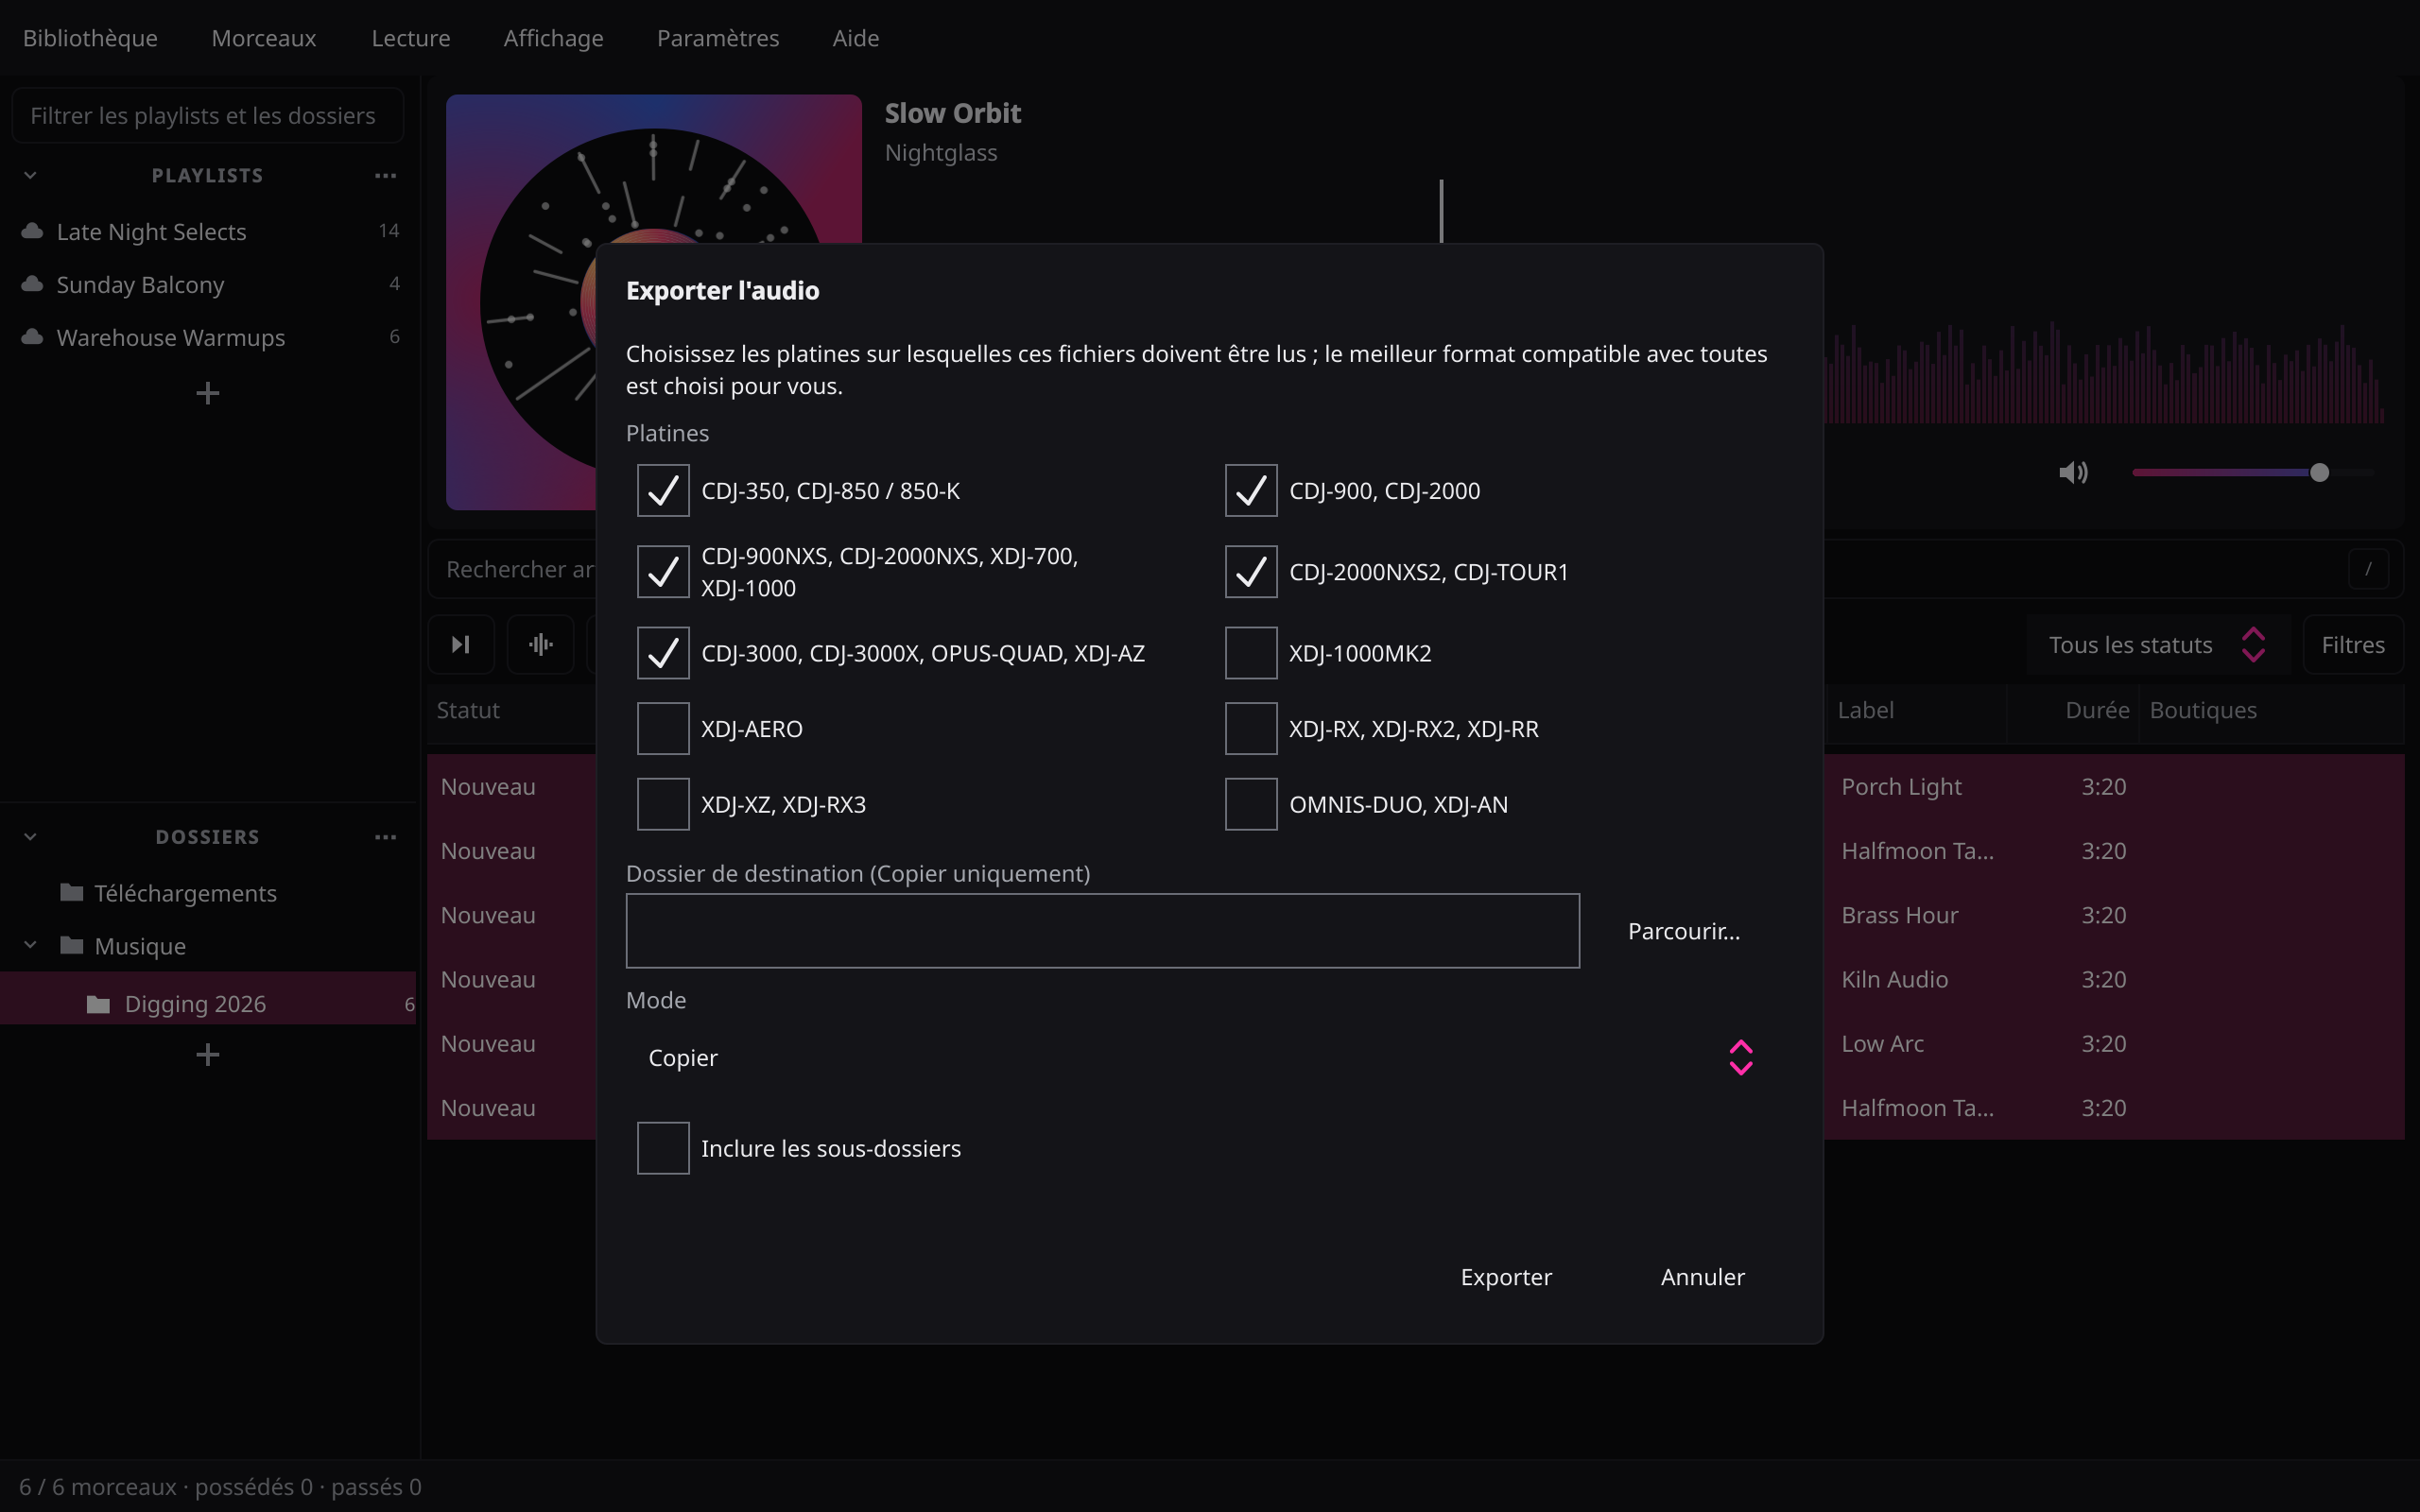 Bibliothèque Morceaux Lecture Affichage Paramètres Aide
Filtrer les playlists et les dossiers
PLAYLISTS
Late Night Selects 14
Sunday Balcony 4
Warehouse Warmups 6
DOSSIERS
Téléchargements
Musique
Digging 2026 6
Slow Orbit
Nightglass
Rechercher ar
/
Tous les statuts
Filtres
Statut Label Durée Boutiques
Nouveau Porch Light 3:20
Nouveau Halfmoon Ta... 3:20
Nouveau Brass Hour 3:20
Nouveau Kiln Audio 3:20
Nouveau Low Arc 3:20
Nouveau Halfmoon Ta... 3:20
Exporter l'audio
Choisissez les platines sur lesquelles ces fichiers doivent être lus ; le meilleur format compatible avec toutes
est choisi pour vous.
Platines
CDJ-350, CDJ-850 / 850-K
CDJ-900, CDJ-2000
CDJ-900NXS, CDJ-2000NXS, XDJ-700,
XDJ-1000
CDJ-2000NXS2, CDJ-TOUR1
CDJ-3000, CDJ-3000X, OPUS-QUAD, XDJ-AZ
XDJ-1000MK2
XDJ-AERO
XDJ-RX, XDJ-RX2, XDJ-RR
XDJ-XZ, XDJ-RX3
OMNIS-DUO, XDJ-AN
Dossier de destination (Copier uniquement)
Parcourir...
Mode
Copier
Inclure les sous-dossiers
Exporter Annuler
6 / 6 morceaux · possédés 0 · passés 0